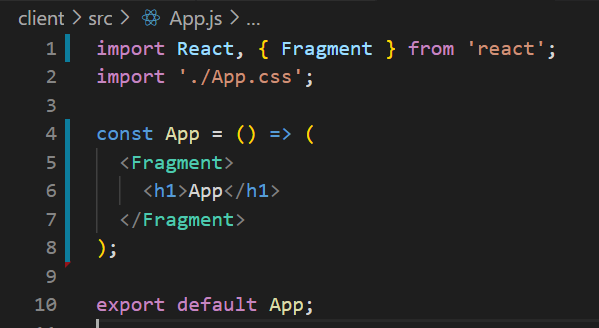 client > src > App.js > ...
1 import React, { Fragment } from 'react';
2 import './App.css';
3
4 const App = () => (
5   <Fragment>
6     <h1>App</h1>
7   </Fragment>
8 );
9
10 export default App;